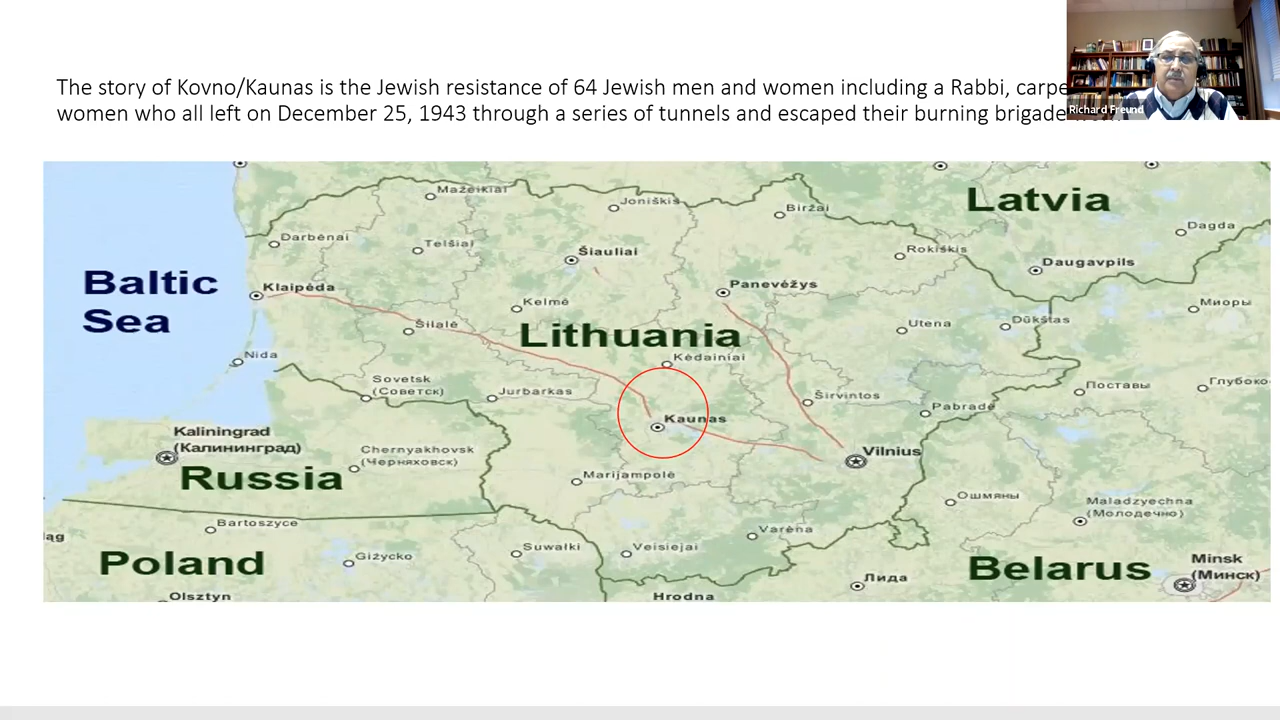 The story of Kovno/Kaunas is the Jewish resistance of 64 Jewish men and women including a Rabbi,
women who all left on December 25, 1943 through a series of tunnels and escaped their burning brigade
Richard Freund
Latvia
Mažeikiai
Joniškis
Biržai
Dagda
Darbėnai
Telšiai
Šiauliai
Rokiškis
Daugavpils
Baltic
Sea
Klaipėda
Panevėžys
Kelmė
Миоры
Šilalė
Lithuania
Utena
Dūkštas
Nida
Kėdainiai
Sovetsk
(Советск)
Jurbarkas
Širvintos
Поставы
Глубоко
Pabradė
Kaunas
Kaliningrad
(Калининград)
Chernyakhovsk
(Черняховск)
Vilnius
Russia
Marijampolė
Ошмяны
Maladzyechna
(Молодечно)
Bartoszyce
Varėna
ąg
Poland
Giżycko
Suwałki
Veisiejai
Лида
Belarus
Minsk
(Минск)
Olsztyn
Hrodna